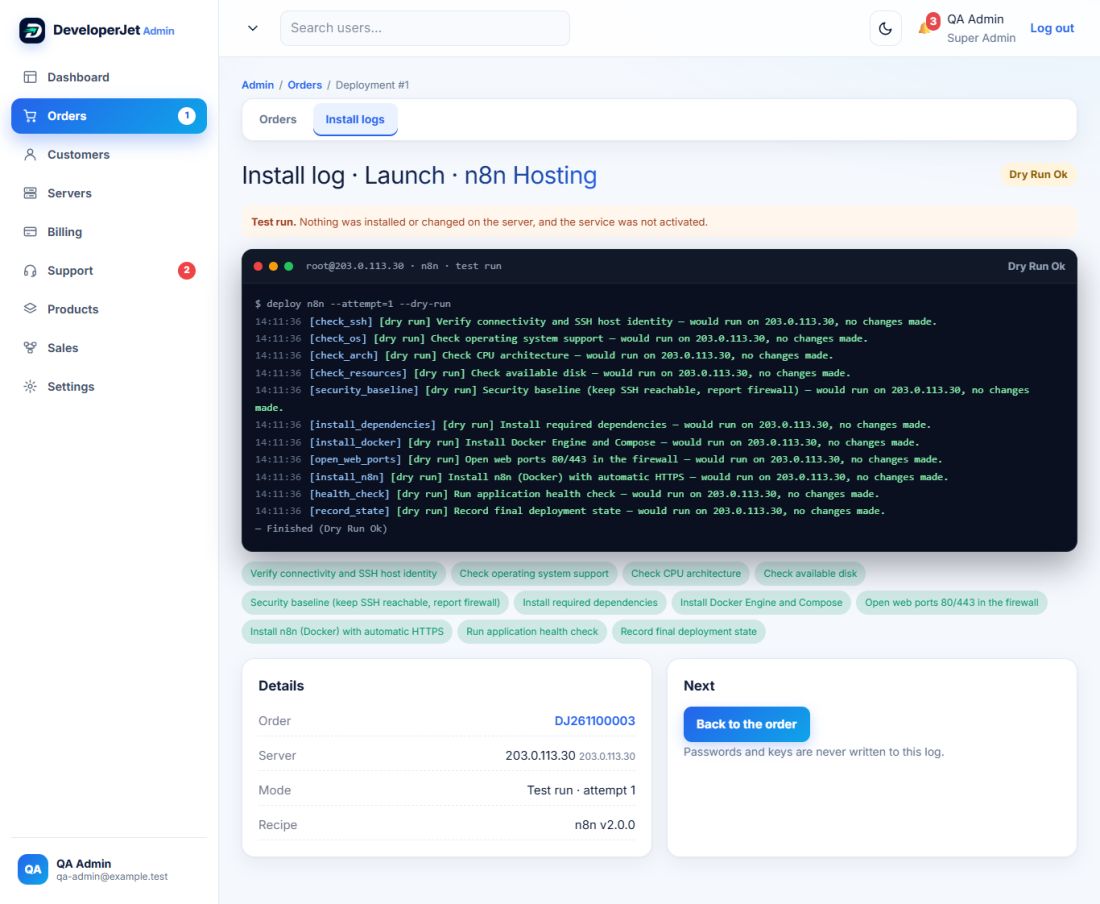 DeveloperJet Admin
Search users...
3
QA Admin
Super Admin
Log out
Dashboard
Orders 1
Customers
Servers
Billing
Support 2
Products
Sales
Settings
QA
QA Admin
qa-admin@example.test
Admin / Orders / Deployment #1
Orders Install logs
Install log · Launch · n8n Hosting
Dry Run Ok
Test run. Nothing was installed or changed on the server, and the service was not activated.
root@203.0.113.30 · n8n · test run Dry Run Ok
$ deploy n8n --attempt=1 --dry-run
14:11:36 [check_ssh] [dry run] Verify connectivity and SSH host identity — would run on 203.0.113.30, no changes made.
14:11:36 [check_os] [dry run] Check operating system support — would run on 203.0.113.30, no changes made.
14:11:36 [check_arch] [dry run] Check CPU architecture — would run on 203.0.113.30, no changes made.
14:11:36 [check_resources] [dry run] Check available disk — would run on 203.0.113.30, no changes made.
14:11:36 [security_baseline] [dry run] Security baseline (keep SSH reachable, report firewall) — would run on 203.0.113.30, no changes
made.
14:11:36 [install_dependencies] [dry run] Install required dependencies — would run on 203.0.113.30, no changes made.
14:11:36 [install_docker] [dry run] Install Docker Engine and Compose — would run on 203.0.113.30, no changes made.
14:11:36 [open_web_ports] [dry run] Open web ports 80/443 in the firewall — would run on 203.0.113.30, no changes made.
14:11:36 [install_n8n] [dry run] Install n8n (Docker) with automatic HTTPS — would run on 203.0.113.30, no changes made.
14:11:36 [health_check] [dry run] Run application health check — would run on 203.0.113.30, no changes made.
14:11:36 [record_state] [dry run] Record final deployment state — would run on 203.0.113.30, no changes made.
— Finished (Dry Run Ok)
Verify connectivity and SSH host identity Check operating system support Check CPU architecture Check available disk
Security baseline (keep SSH reachable, report firewall) Install required dependencies Install Docker Engine and Compose Open web ports 80/443 in the firewall
Install n8n (Docker) with automatic HTTPS Run application health check Record final deployment state
Details
Order DJ261100003
Server 203.0.113.30 203.0.113.30
Mode Test run · attempt 1
Recipe n8n v2.0.0
Next
Back to the order
Passwords and keys are never written to this log.